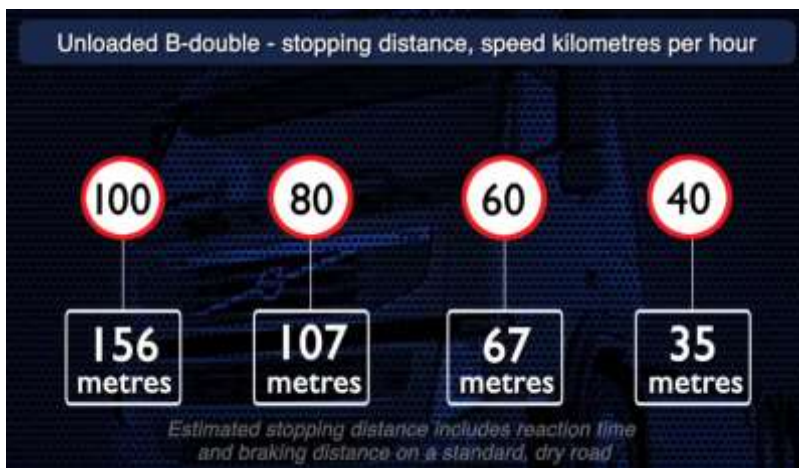 Unloaded B-double - stopping distance, speed kilometres per hour
100 80 60 40
156 107 67 35
metres metres metres metres
Estimated stopping distance includes reaction time
and braking distance on a standard, dry road